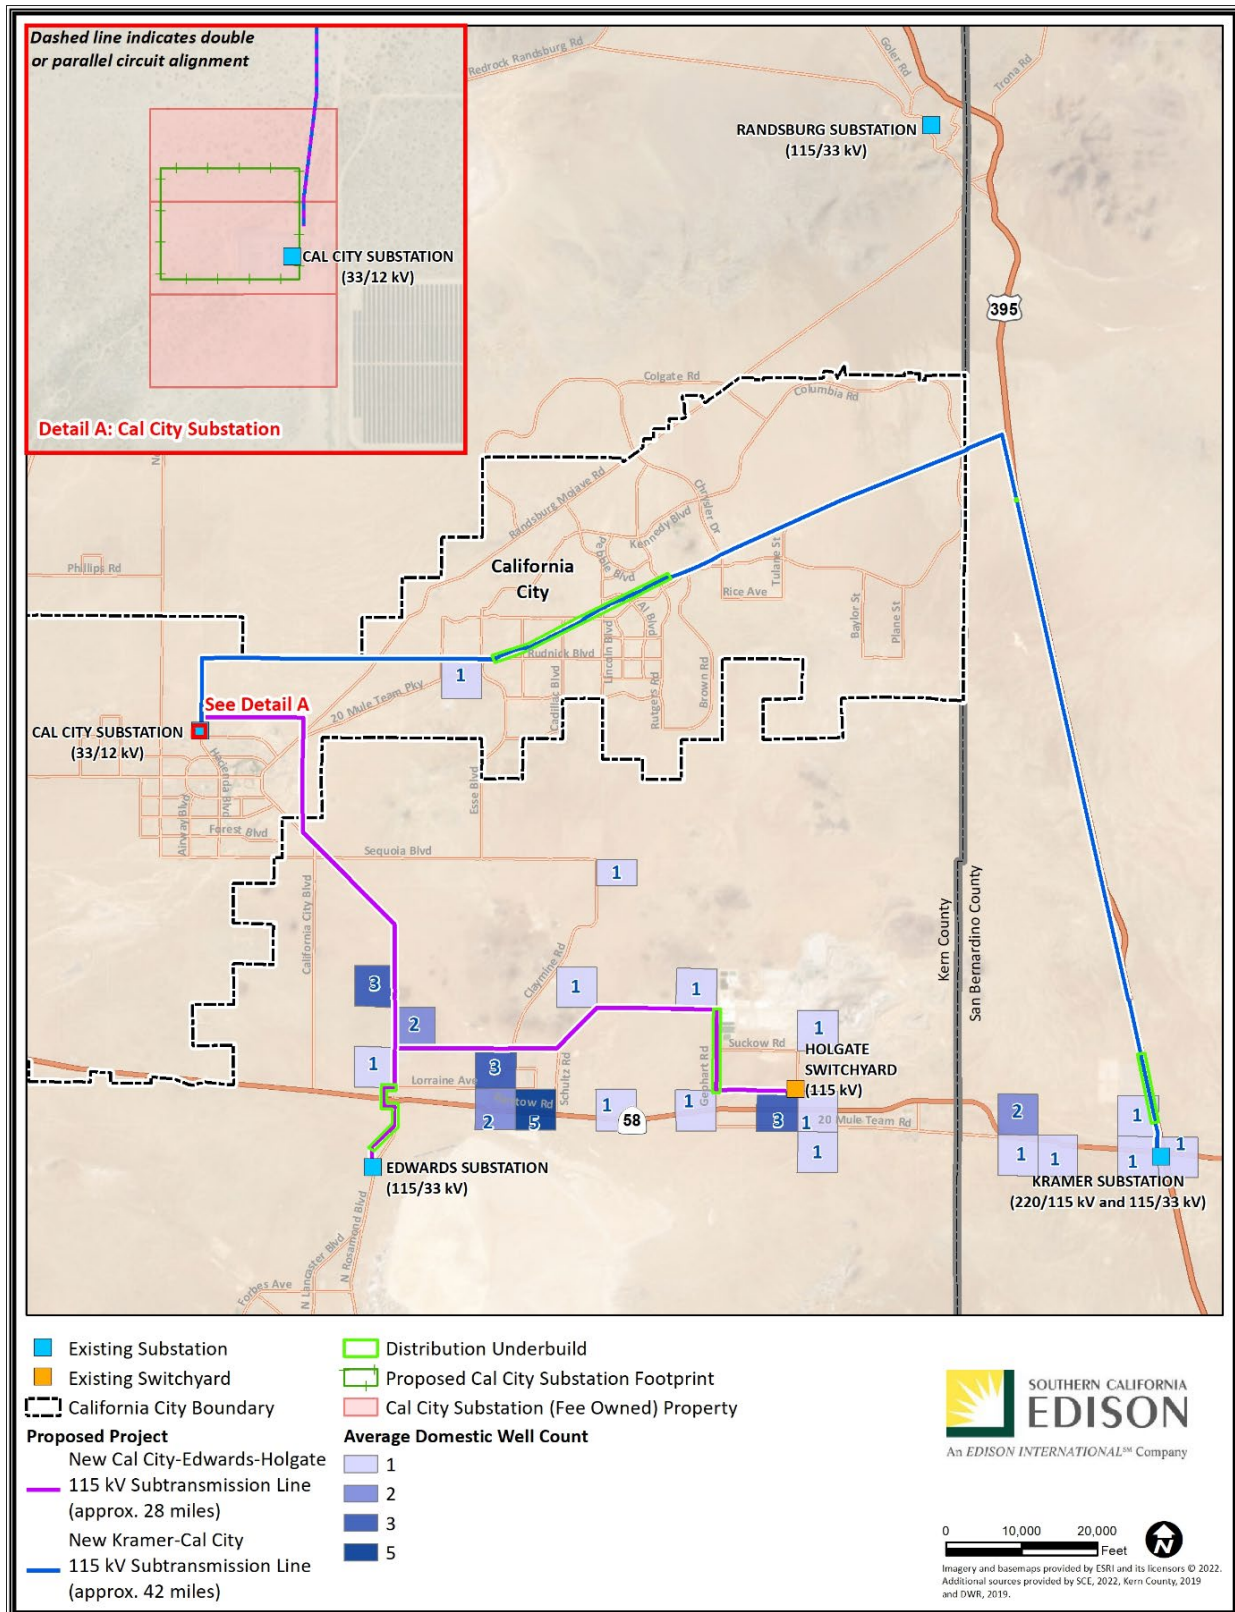 Dashed line indicates double
or parallel circuit alignment
CAL CITY SUBSTATION
(33/12 kV)
Detail A: Cal City Substation
Redrock Randsburg Rd
Goler Rd
Trona Rd
RANDSBURG SUBSTATION
(115/33 kV)
395
Colgate Rd
Columbia Rd
Randsburg Mojave Rd
Chrysler Dr
Kennedy Blvd
Pebble Blvd
California
City
Phillips Rd
Tulane St
Rice Ave
Al Blvd
Baylor St
Plane St
Lincoln Blvd
Rudnick Blvd
1
20 Mule Team Pky
Cadillac Blvd
Rutgers Rd
Brown Rd
See Detail A
CAL CITY SUBSTATION
(33/12 kV)
Hacienda Blvd
Airway Blvd
Forest Blvd
Esse Blvd
Sequoia Blvd
1
California City Blvd
Kern County
San Bernardino County
Claymine Rd
3
1
1
2
1
Suckow Rd
HOLGATE
SWITCHYARD
(115 kV)
1
3
Lorraine Ave
Schultz Rd
Gephart Rd
2
5
1
58
1
3
1
20 Mule Team Rd
2
1
1
1
1
1
1
EDWARDS SUBSTATION
(115/33 kV)
KRAMER SUBSTATION
(220/115 kV and 115/33 kV)
N Rosamond Blvd
N Lancaster Blvd
Forbes Ave
Existing Substation
Existing Switchyard
California City Boundary
Proposed Project
New Cal City-Edwards-Holgate
115 kV Subtransmission Line
(approx. 28 miles)
New Kramer-Cal City
115 kV Subtransmission Line
(approx. 42 miles)
Distribution Underbuild
Proposed Cal City Substation Footprint
Cal City Substation (Fee Owned) Property
Average Domestic Well Count
1
2
3
5
SOUTHERN CALIFORNIA
EDISON
An EDISON INTERNATIONAL℠ Company
0 10,000 20,000
Feet
N
Imagery and basemaps provided by ESRI and its licensors © 2022.
Additional sources provided by SCE, 2022, Kern County, 2019
and DWR, 2019.